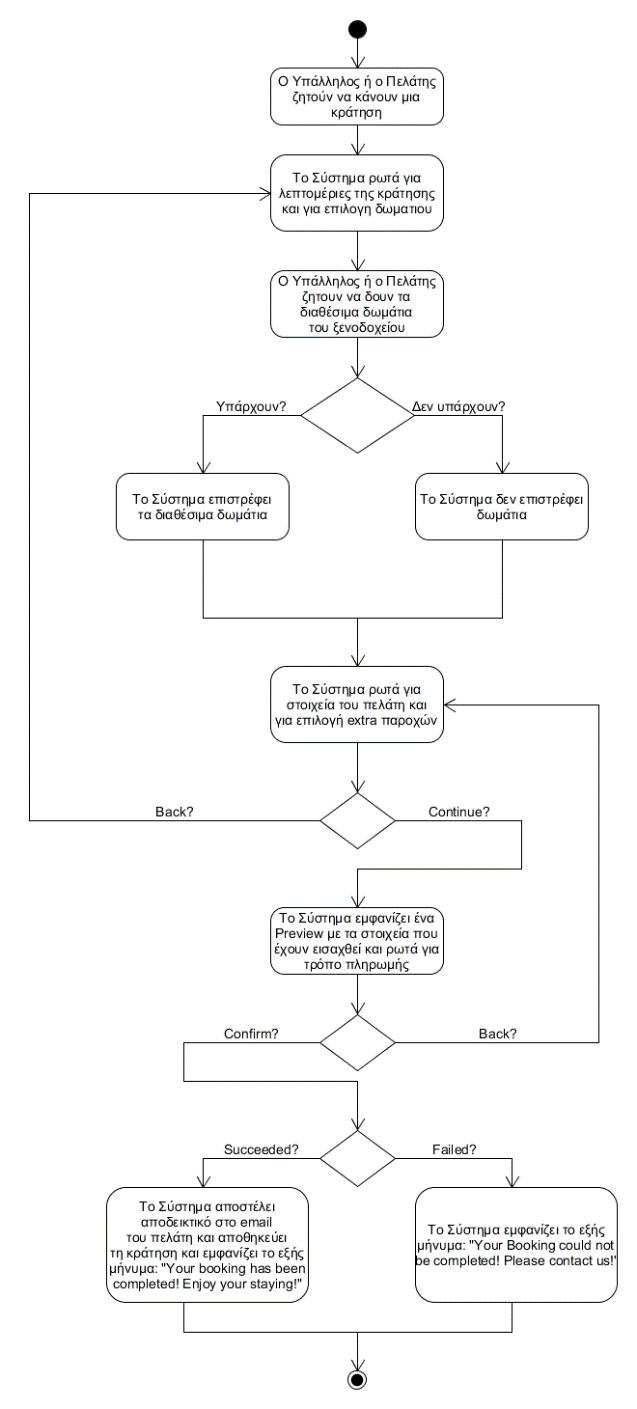 Ο Υπάλληλος ή ο Πελάτης
ζητούν να κάνουν μια
κράτηση
Το Σύστημα ρωτά για
λεπτομέριες της κράτησης
και για επιλογη δωματιου
Ο Υπάλληλος ή ο Πελάτης
ζητουν να δουν τα
διαθέσιμα δωμάτια
του ξενοδοχείου
Υπάρχουν?
Δεν υπάρχουν?
Το Σύστημα επιστρέφει
τα διαθέσιμα δωμάτια
Το Σύστημα δεν επιστρέφει
δωμάτια
Το Σύστημα ρωτά για
στοιχεία του πελάτη και
για επιλογή extra παροχών
Back?
Continue?
Το Σύστημα εμφανίζει ένα
Preview με τα στοιχεία που
έχουν εισαχθεί και ρωτά για
τρόπο πληρωμής
Confirm?
Back?
Succeeded?
Failed?
Το Σύστημα αποστέλει
αποδεικτικό στο email
του πελάτη και αποθηκεύει
τη κράτηση και εμφανίζει το εξής
μήνυμα: "Your booking has been
completed! Enjoy your staying!"
Το Σύστημα εμφανίζει το εξής
μήνυμα: "Your Booking could not
be completed! Please contact us!"